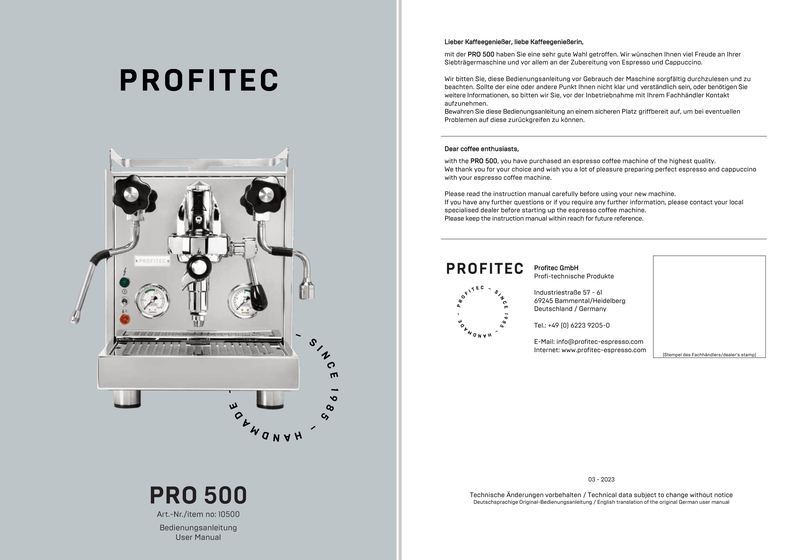 PROFITEC
PROFITEC
- SINCE 1985 - HANDMADE
PRO 500
Art.-Nr./item no: 10500
Bedienungsanleitung
User Manual
Lieber Kaffeegenießer, liebe Kaffeegenießerin,
mit der PRO 500 haben Sie eine sehr gute Wahl getroffen. Wir wünschen Ihnen viel Freude an Ihrer
Siebträgermaschine und vor allem an der Zubereitung von Espresso und Cappuccino.
Wir bitten Sie, diese Bedienungsanleitung vor Gebrauch der Maschine sorgfältig durchzulesen und zu
beachten. Sollte der eine oder andere Punkt Ihnen nicht klar und verständlich sein, oder benötigen Sie
weitere Informationen, so bitten wir Sie, vor der Inbetriebnahme mit Ihrem Fachhändler Kontakt
aufzunehmen.
Bewahren Sie diese Bedienungsanleitung an einem sicheren Platz griffbereit auf, um bei eventuellen
Problemen auf diese zurückgreifen zu können.
Dear coffee enthusiasts,
with the PRO 500, you have purchased an espresso coffee machine of the highest quality.
We thank you for your choice and wish you a lot of pleasure preparing perfect espresso and cappuccino
with your espresso coffee machine.
Please read the instruction manual carefully before using your new machine.
If you have any further questions or if you require any further information, please contact your local
specialised dealer before starting up the espresso coffee machine.
Please keep the instruction manual within reach for future reference.
PROFITEC
PROFITEC - SINCE 1985 - HANDMADE -
Profitec GmbH
Profi-technische Produkte
Industriestraße 57 - 61
69245 Bammental/Heidelberg
Deutschland / Germany
Tel.: +49 (0) 6223 9205-0
E-Mail: info@profitec-espresso.com
Internet: www.profitec-espresso.com
(Stempel des Fachhändlers/dealer's stamp)
03 - 2023
Technische Änderungen vorbehalten / Technical data subject to change without notice
Deutschsprachige Original-Bedienungsanleitung / English translation of the original German user manual